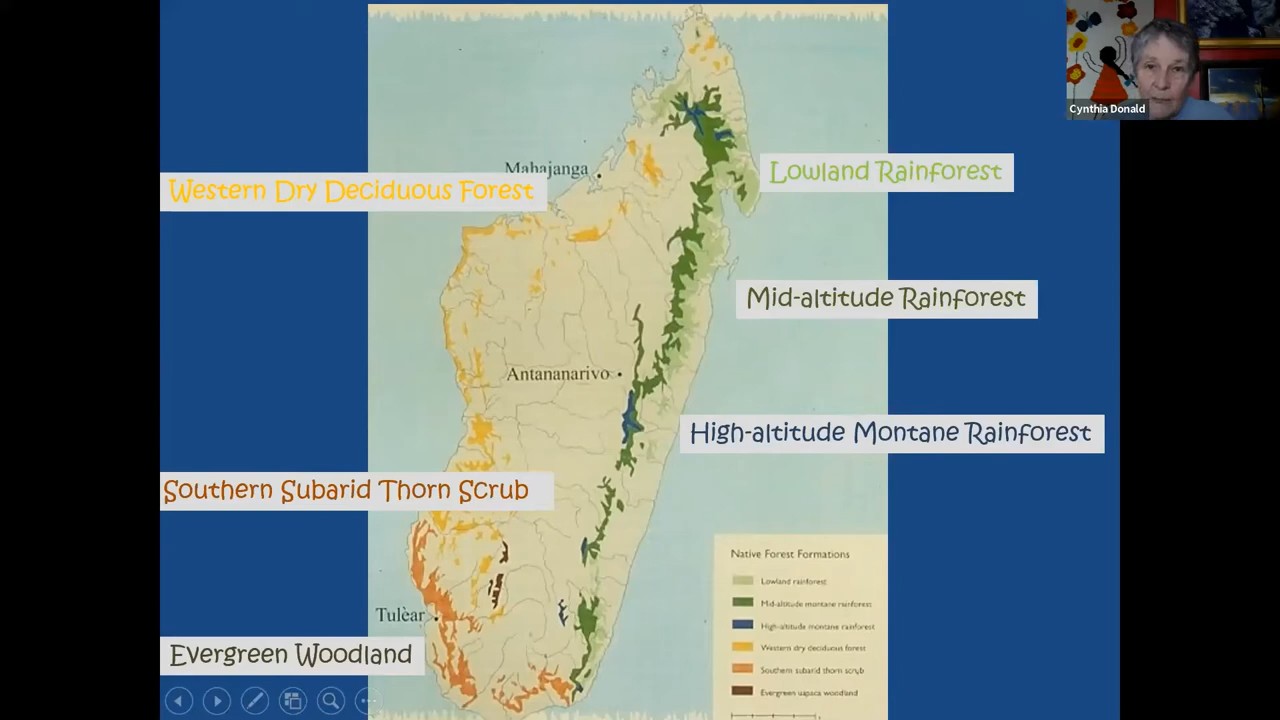 Cynthia Donald
Mahajanga
Western Dry Deciduous Forest
Lowland Rainforest
Mid-altitude Rainforest
Antananarivo
High-altitude Montane Rainforest
Southern Subarid Thorn Scrub
Native Forest Formations
Lowland rainforest
Mid-altitude montane rainforest
High-altitude montane rainforest
Western dry deciduous forest
Southern subarid thorn scrub
Evergreen uapaca woodland
Tulèar
Evergreen Woodland